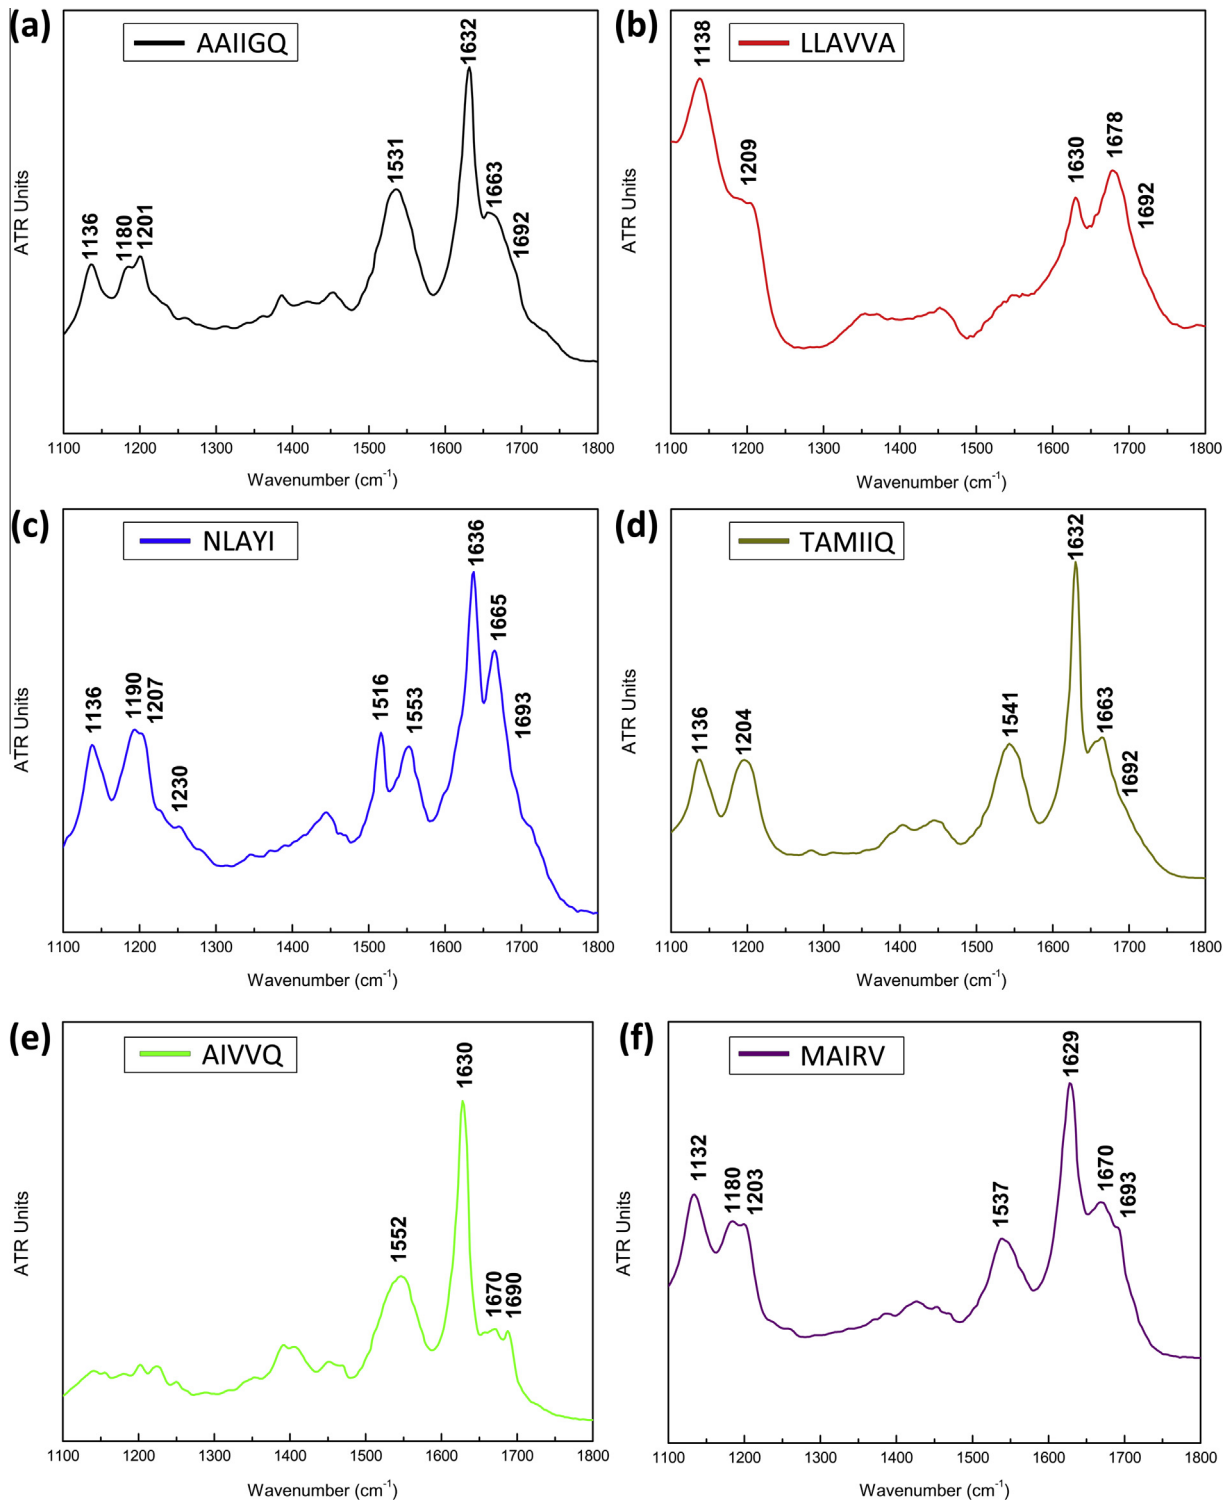 (a)
AAIIGQ
1136
1180
1201
1531
1632
1663
1692
ATR Units
1100 1200 1300 1400 1500 1600 1700 1800
Wavenumber (cm⁻¹)
(b)
LLAVVA
1138
1209
1630
1678
1692
ATR Units
1100 1200 1300 1400 1500 1600 1700 1800
Wavenumber (cm⁻¹)
(c)
NLAYI
1136
1190
1207
1230
1516
1553
1636
1665
1693
ATR Units
1100 1200 1300 1400 1500 1600 1700 1800
Wavenumber (cm⁻¹)
(d)
TAMIIQ
1136
1204
1541
1632
1663
1692
ATR Units
1100 1200 1300 1400 1500 1600 1700 1800
Wavenumber (cm⁻¹)
(e)
AIVVQ
1552
1630
1670
1690
ATR Units
1100 1200 1300 1400 1500 1600 1700 1800
Wavenumber (cm⁻¹)
(f)
MAIRV
1132
1180
1203
1537
1629
1670
1693
ATR Units
1100 1200 1300 1400 1500 1600 1700 1800
Wavenumber (cm⁻¹)